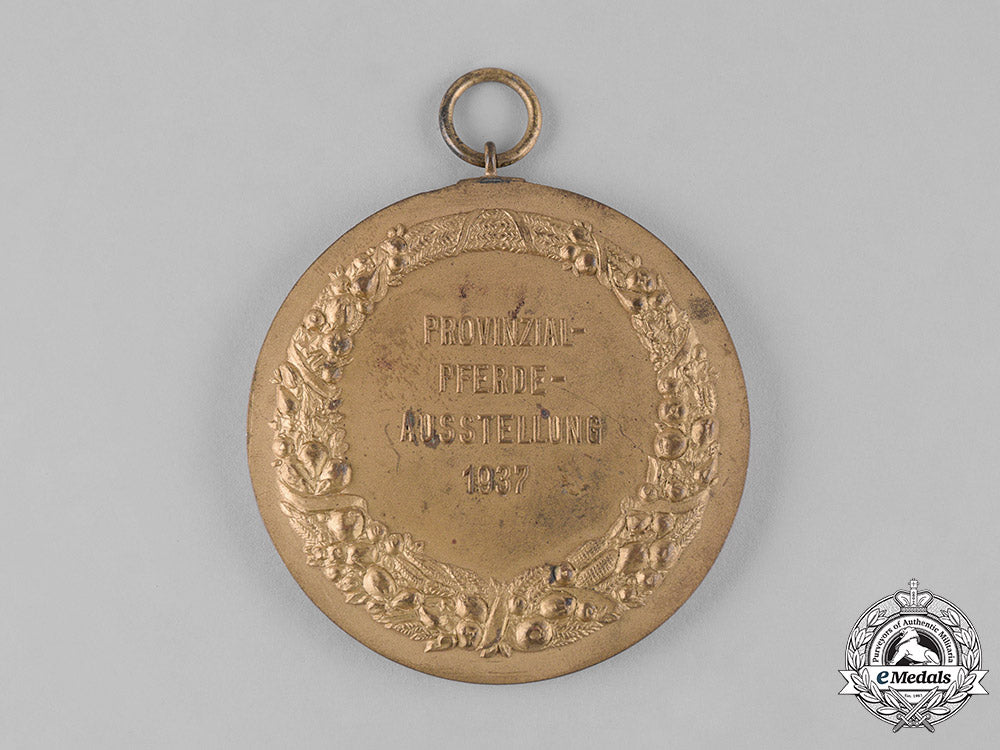 PROVINZIAL-
PFERDE-
AUSSTELLUNG
1937
Purveyors of Authentic Militaria
eMedals